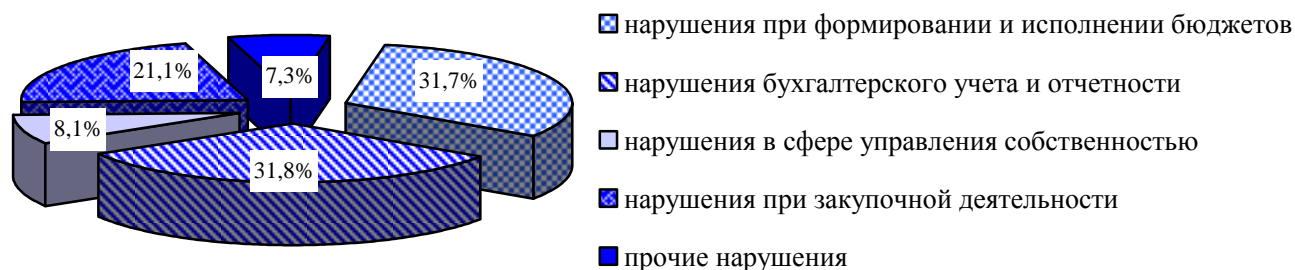 нарушения при формировании и исполнении бюджетов
7,3%
21,1%
31,7%
нарушения бухгалтерского учета и отчетности
8,1%
нарушения в сфере управления собственностью
31,8%
нарушения при закупочной деятельности
прочие нарушения